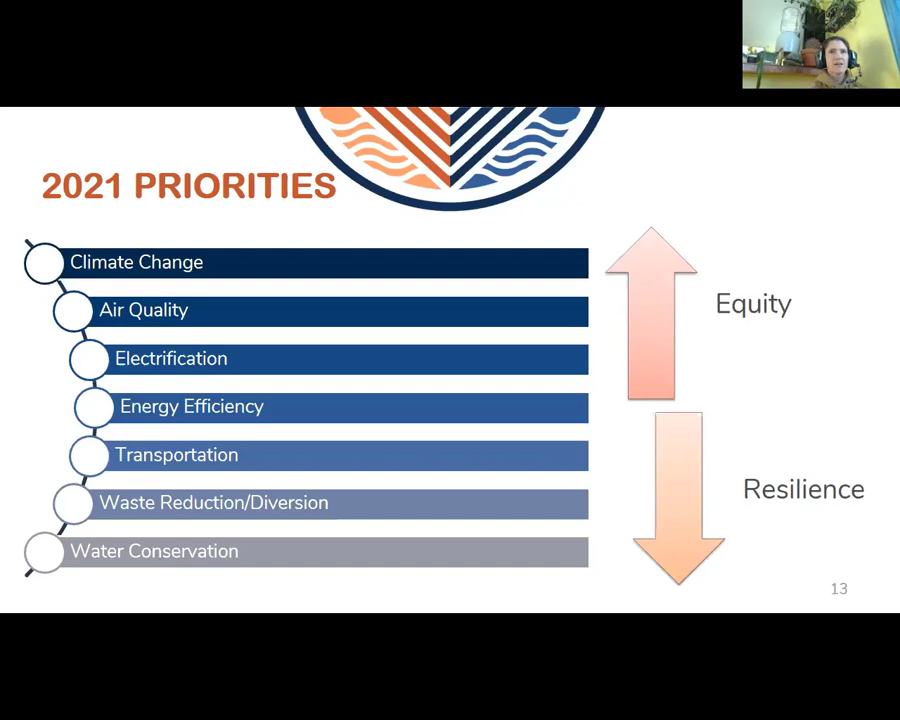 2021 PRIORITIES
Climate Change
Air Quality
Electrification
Energy Efficiency
Transportation
Waste Reduction/Diversion
Water Conservation
Equity
Resilience
13